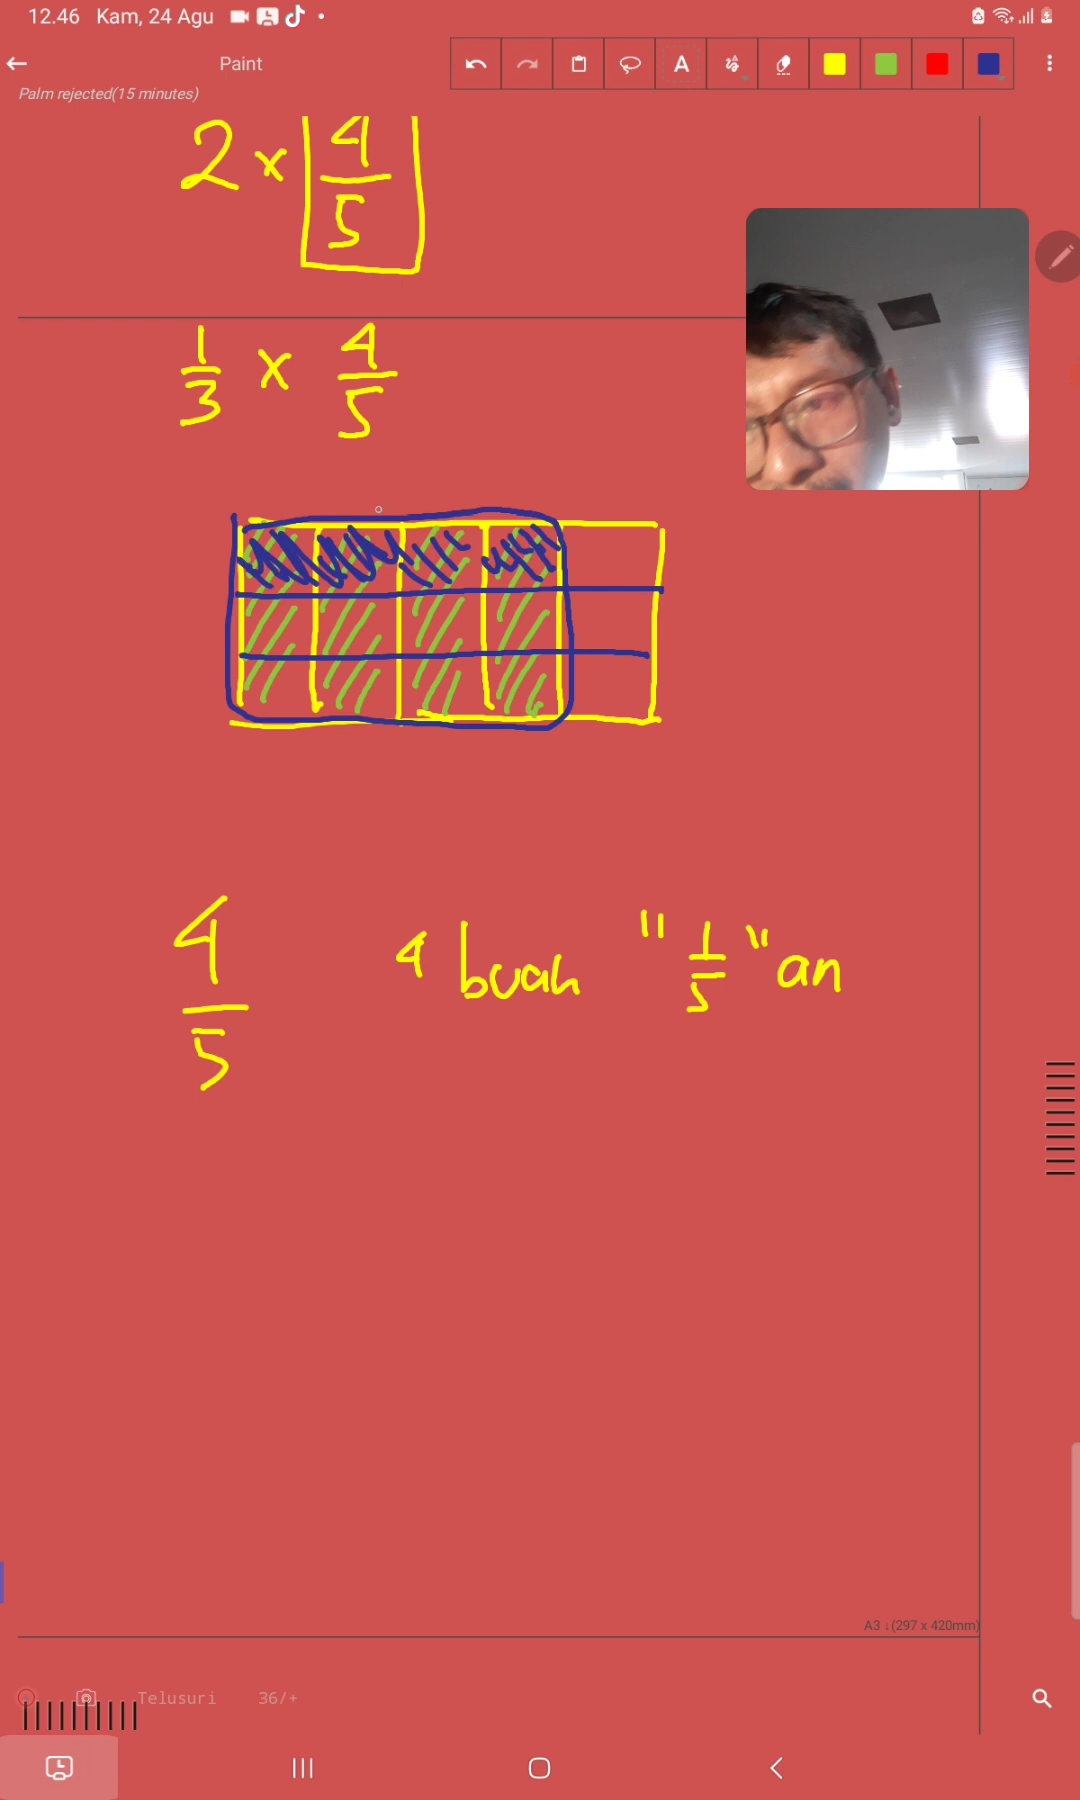 12.46 Kam, 24 Agu
Paint
A
Palm rejected(15 minutes)
2 × 4/5
1/3 × 4/5
4/5 4 buah "1/5"an
A3 ↓(297 x 420mm)
Telusuri 36/+